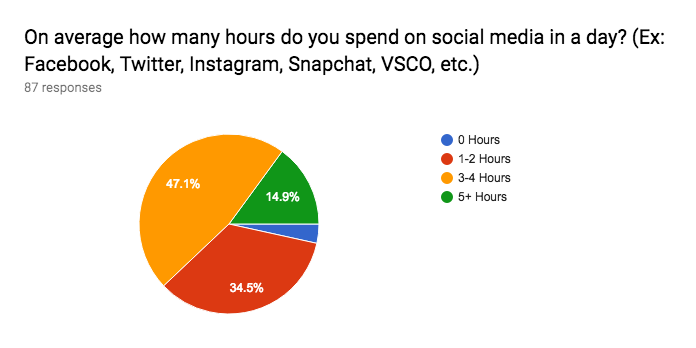 On average how many hours do you spend on social media in a day? (Ex:
Facebook, Twitter, Instagram, Snapchat, VSCO, etc.)
87 responses
0 Hours
1-2 Hours
3-4 Hours
5+ Hours
47.1%
14.9%
34.5%